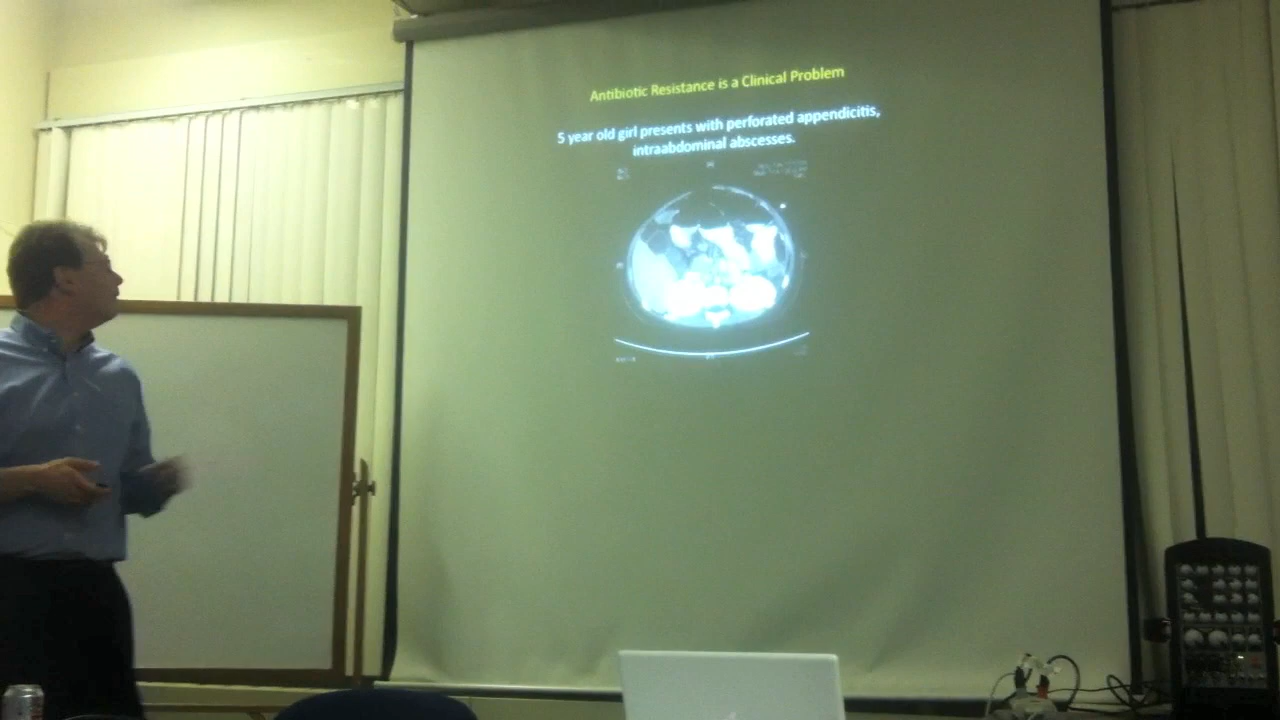 Antibiotic Resistance is a Clinical Problem
5 year old girl presents with perforated appendicitis,
intraabdominal abscesses.